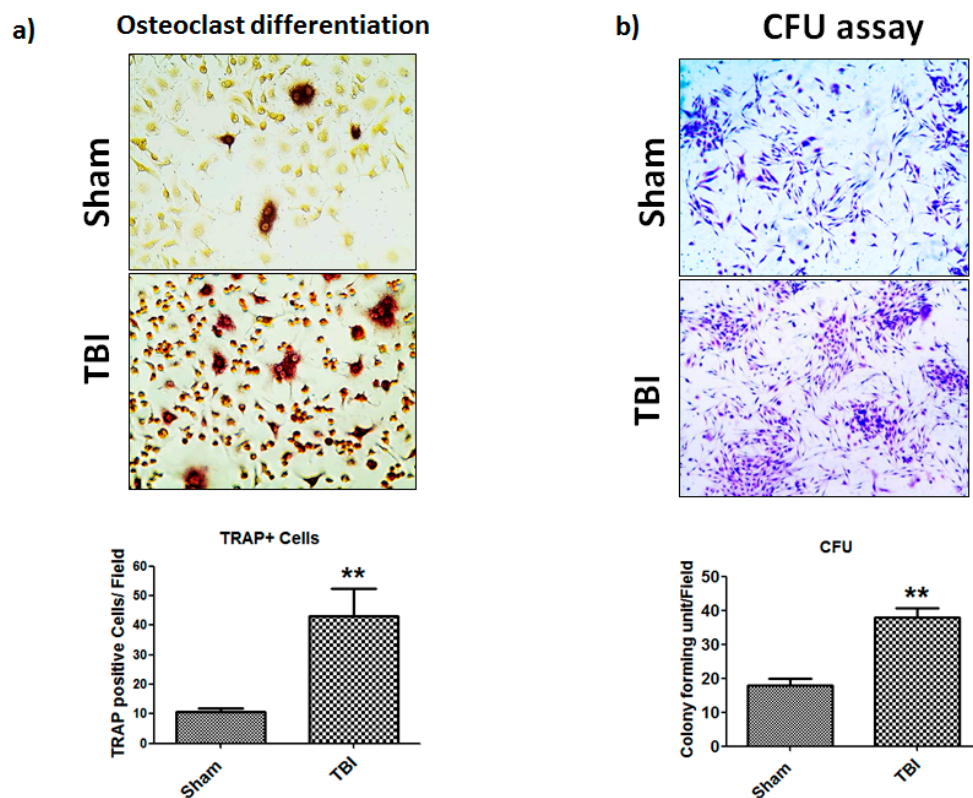 a)
Osteoclast differentiation
Sham
TBI
TRAP+ Cells
TRAP positive Cells/ Field
60
50
40
30
20
10
0
**
Sham
TBI
b)
CFU assay
Sham
TBI
CFU
Colony forming unit/Field
50
40
30
20
10
0
**
Sham
TBI